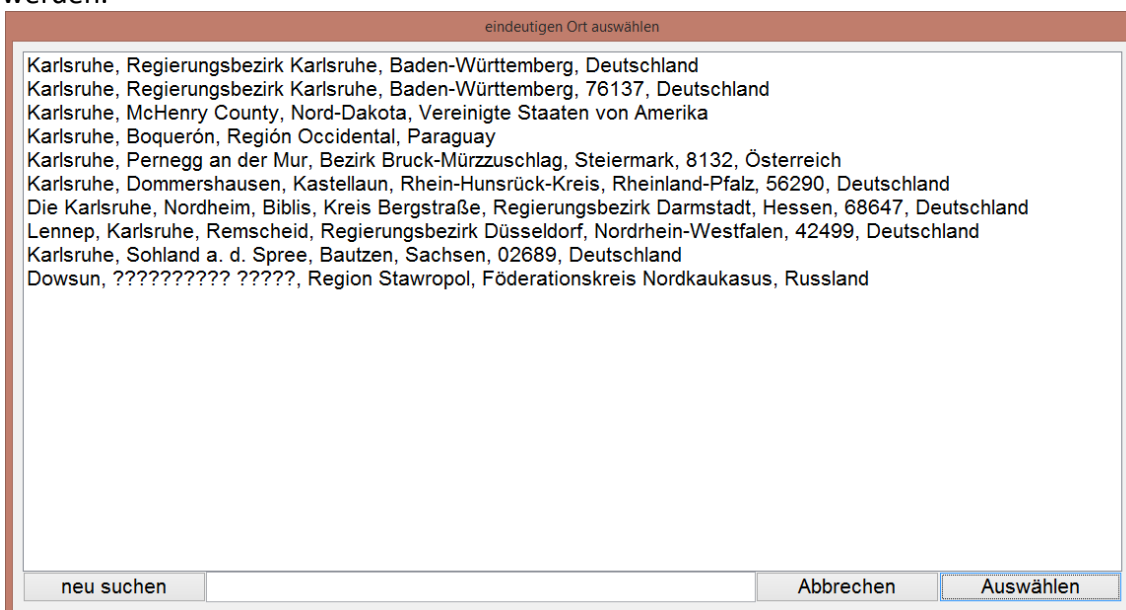 werden.
eindeutigen Ort auswählen
Karlsruhe, Regierungsbezirk Karlsruhe, Baden-Württemberg, Deutschland
Karlsruhe, Regierungsbezirk Karlsruhe, Baden-Württemberg, 76137, Deutschland
Karlsruhe, McHenry County, Nord-Dakota, Vereinigte Staaten von Amerika
Karlsruhe, Boquerón, Región Occidental, Paraguay
Karlsruhe, Pernegg an der Mur, Bezirk Bruck-Mürzzuschlag, Steiermark, 8132, Österreich
Karlsruhe, Dommershausen, Kastellaun, Rhein-Hunsrück-Kreis, Rheinland-Pfalz, 56290, Deutschland
Die Karlsruhe, Nordheim, Biblis, Kreis Bergstraße, Regierungsbezirk Darmstadt, Hessen, 68647, Deutschland
Lennep, Karlsruhe, Remscheid, Regierungsbezirk Düsseldorf, Nordrhein-Westfalen, 42499, Deutschland
Karlsruhe, Sohland a. d. Spree, Bautzen, Sachsen, 02689, Deutschland
Dowsun, ?????????? ?????, Region Stawropol, Föderationskreis Nordkaukasus, Russland
neu suchen Abbrechen Auswählen